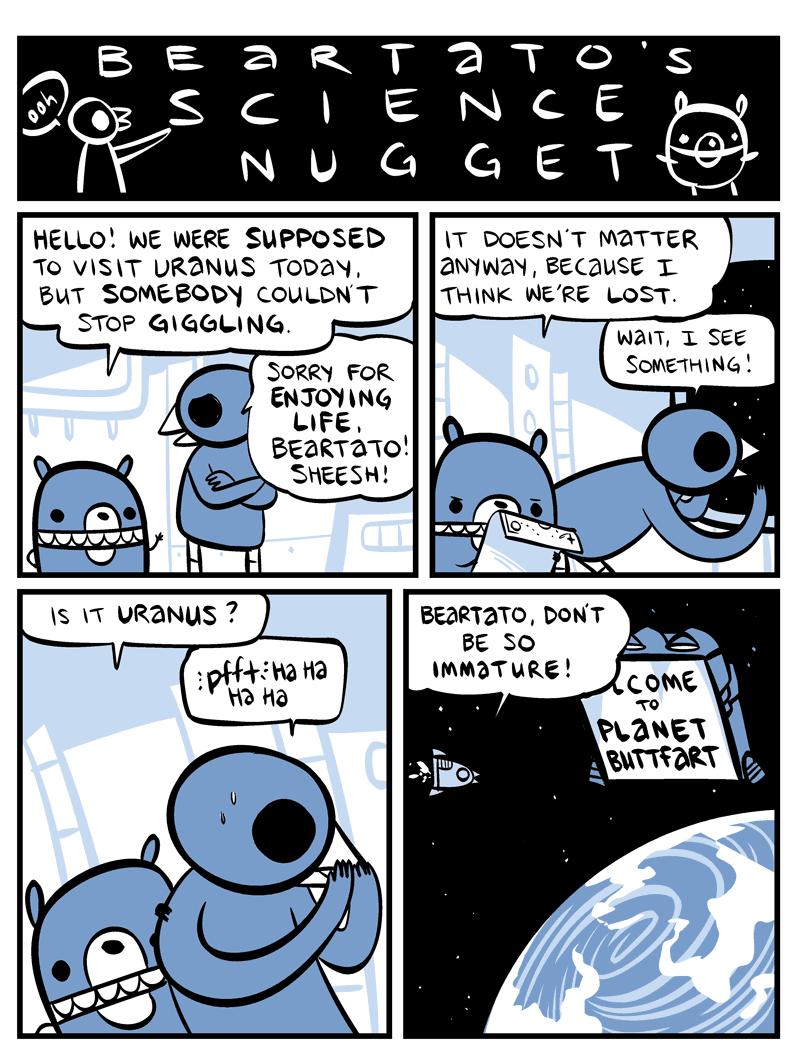 BEARTATO'S
SCIENCE
NUGGET
ooh
HELLO! WE WERE SUPPOSED
TO VISIT URANUS TODAY,
BUT SOMEBODY COULDN'T
STOP GIGGLING.
SORRY FOR
ENJOYING
LIFE,
BEARTATO!
SHEESH!
IT DOESN'T MATTER
ANYWAY, BECAUSE I
THINK WE'RE LOST.
WAIT, I SEE
SOMETHING!
IS IT URANUS?
:pfft: Ha Ha
Ha Ha
BEARTATO, DON'T
BE SO
IMMATURE!
LCOME
TO
PLANET
BUTTFART